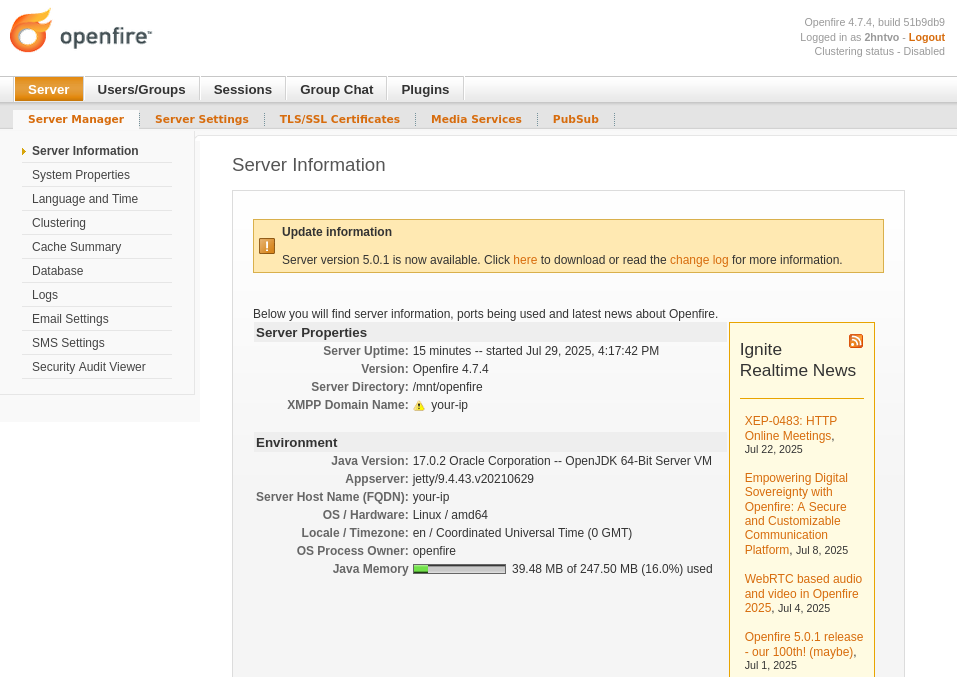 openfire™
Openfire 4.7.4, build 51b9db9
Logged in as 2hntvo - Logout
Clustering status - Disabled
Server Users/Groups Sessions Group Chat Plugins
Server Manager Server Settings TLS/SSL Certificates Media Services PubSub
Server Information
System Properties
Language and Time
Clustering
Cache Summary
Database
Logs
Email Settings
SMS Settings
Security Audit Viewer
Server Information
Update information
Server version 5.0.1 is now available. Click here to download or read the change log for more information.
Below you will find server information, ports being used and latest news about Openfire.
Server Properties
Server Uptime: 15 minutes -- started Jul 29, 2025, 4:17:42 PM
Version: Openfire 4.7.4
Server Directory: /mnt/openfire
XMPP Domain Name: your-ip
Environment
Java Version: 17.0.2 Oracle Corporation -- OpenJDK 64-Bit Server VM
Appserver: jetty/9.4.43.v20210629
Server Host Name (FQDN): your-ip
OS / Hardware: Linux / amd64
Locale / Timezone: en / Coordinated Universal Time (0 GMT)
OS Process Owner: openfire
Java Memory 39.48 MB of 247.50 MB (16.0%) used
Ignite
Realtime News
XEP-0483: HTTP
Online Meetings,
Jul 22, 2025
Empowering Digital
Sovereignty with
Openfire: A Secure
and Customizable
Communication
Platform, Jul 8, 2025
WebRTC based audio
and video in Openfire
2025, Jul 4, 2025
Openfire 5.0.1 release
- our 100th! (maybe),
Jul 1, 2025